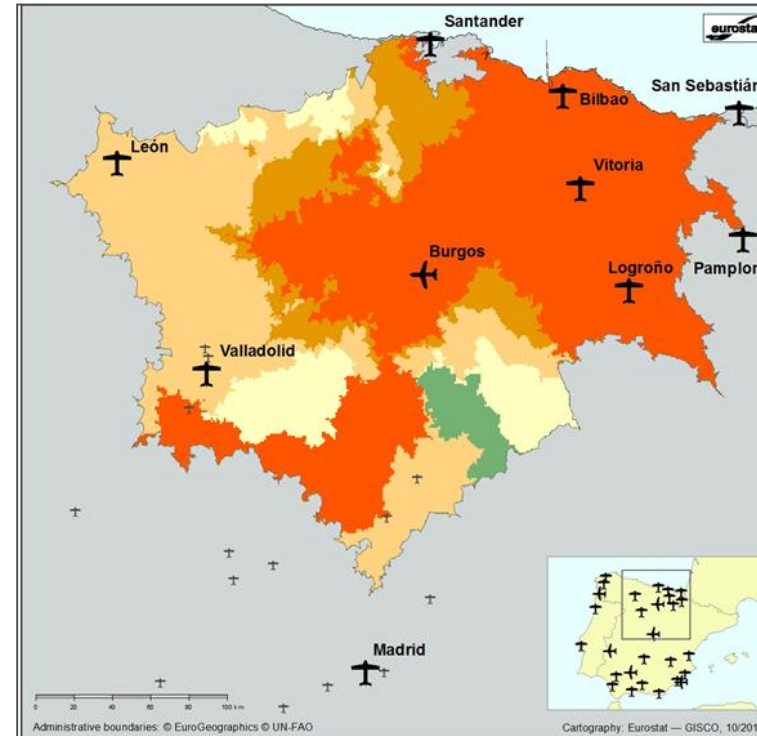 Santander
eurostat
San Sebastián
Bilbao
León
Vitoria
Burgos
Logroño
Pamplon
Valladolid
Madrid
0 20 40 60 80 100 km
Administrative boundaries: © EuroGeographics © UN-FAO
Cartography: Eurostat — GISCO, 10/201